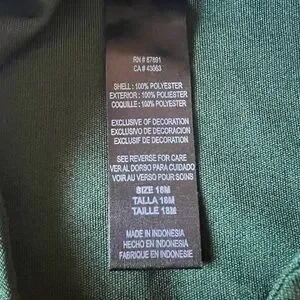 RN # 67891
CA # 43063
SHELL : 100% POLYESTER
EXTERIOR : 100% POLYESTER
COQUILLE : 100% POLYESTER
EXCLUSIVE OF DECORATION
EXCLUSIVO DE DECORACION
EXCLUSIF DE DÉCORATION
SEE REVERSE FOR CARE
VER AL DORSO PARA CUIDADO
VOIR AU VERSO POUR SOINS
SIZE 18M
TALLA 18M
TAILLE 18M
MADE IN INDONESIA
HECHO EN INDONESIA
FABRIQUE EN INDONESIE